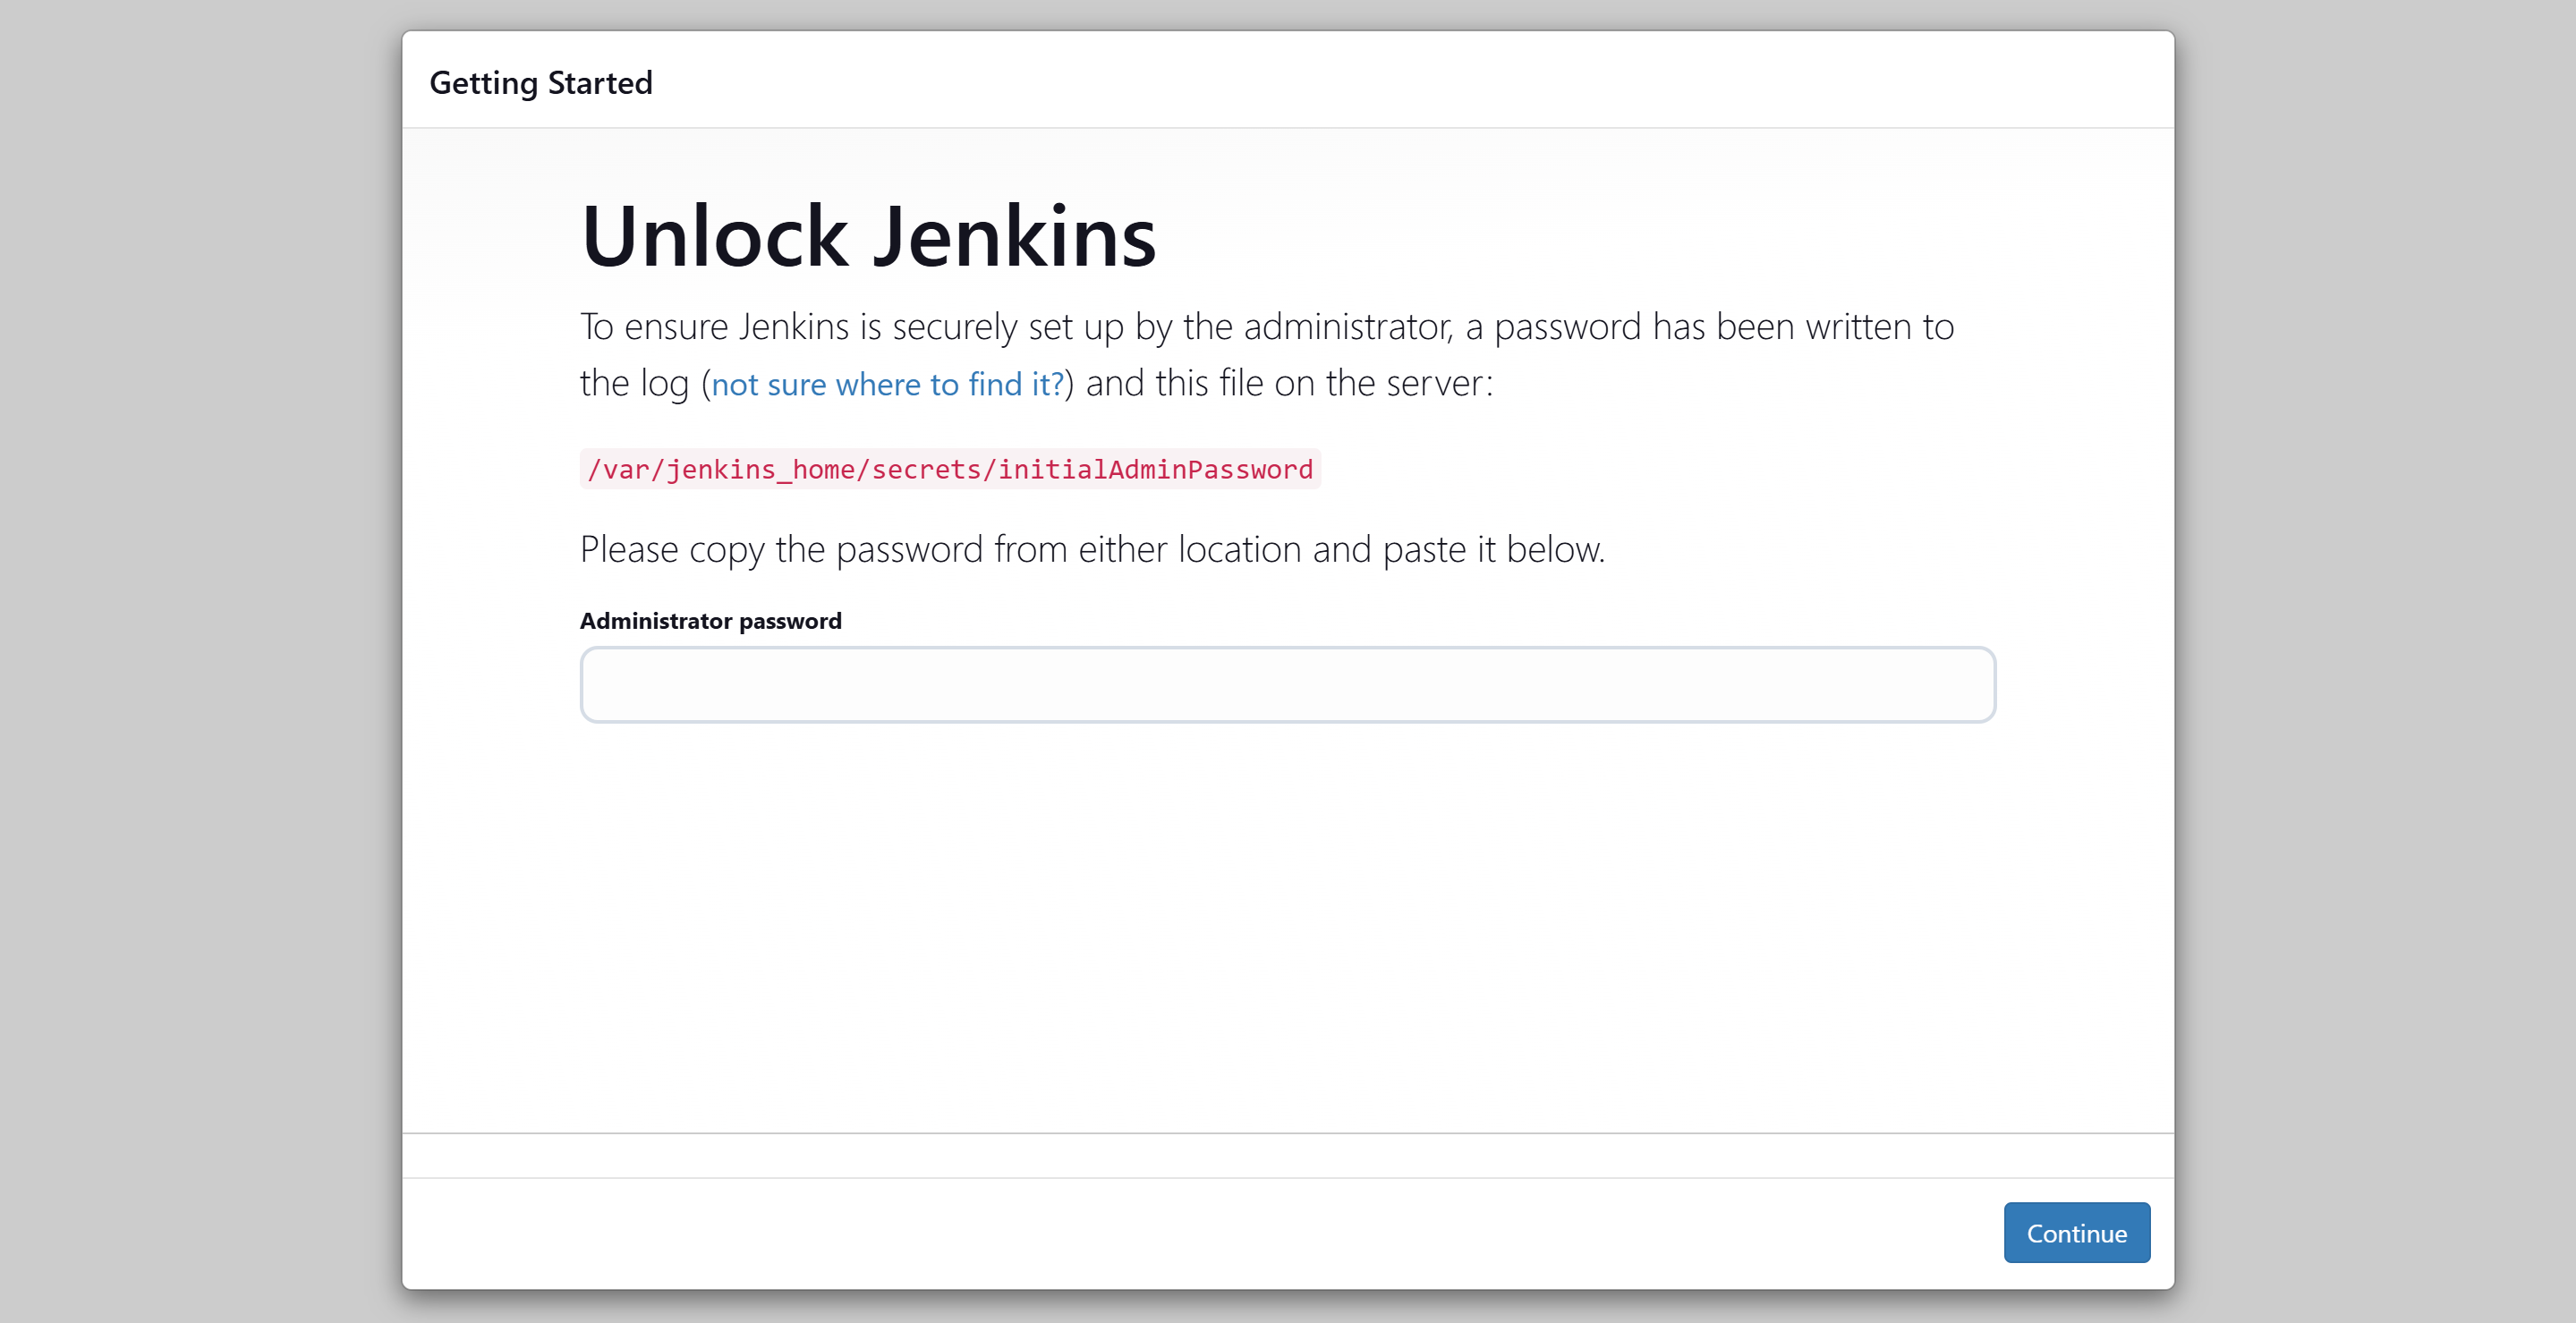 Getting Started
Unlock Jenkins
To ensure Jenkins is securely set up by the administrator, a password has been written to
the log (not sure where to find it?) and this file on the server:
/var/jenkins_home/secrets/initialAdminPassword
Please copy the password from either location and paste it below.
Administrator password
Continue